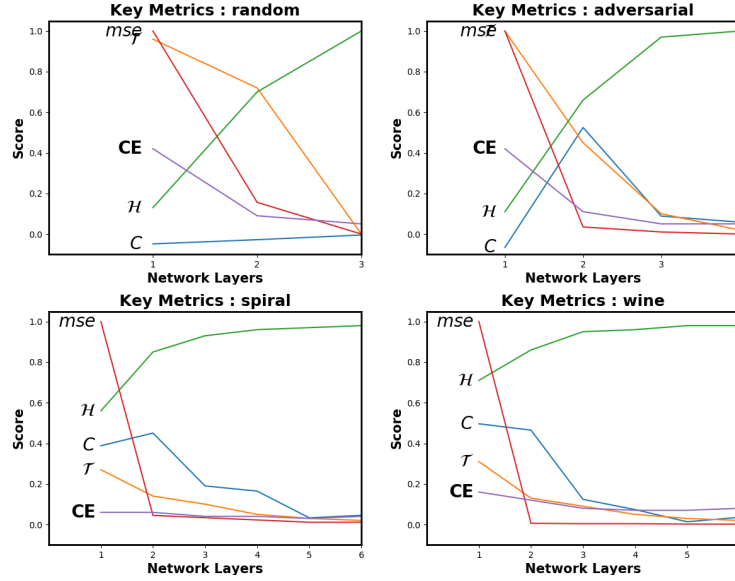 Key Metrics : random
1.0
0.8
0.6
0.4
0.2
0.0
Score
mse
𝒯
CE
ℋ
C
1 2 3
Network Layers
Key Metrics : adversarial
1.0
0.8
0.6
0.4
0.2
0.0
Score
mse
𝒯
CE
ℋ
C
1 2 3
Network Layers
Key Metrics : spiral
1.0
0.8
0.6
0.4
0.2
0.0
Score
mse
ℋ
C
𝒯
CE
1 2 3 4 5 6
Network Layers
Key Metrics : wine
1.0
0.8
0.6
0.4
0.2
0.0
Score
mse
ℋ
C
𝒯
CE
1 2 3 4 5
Network Layers